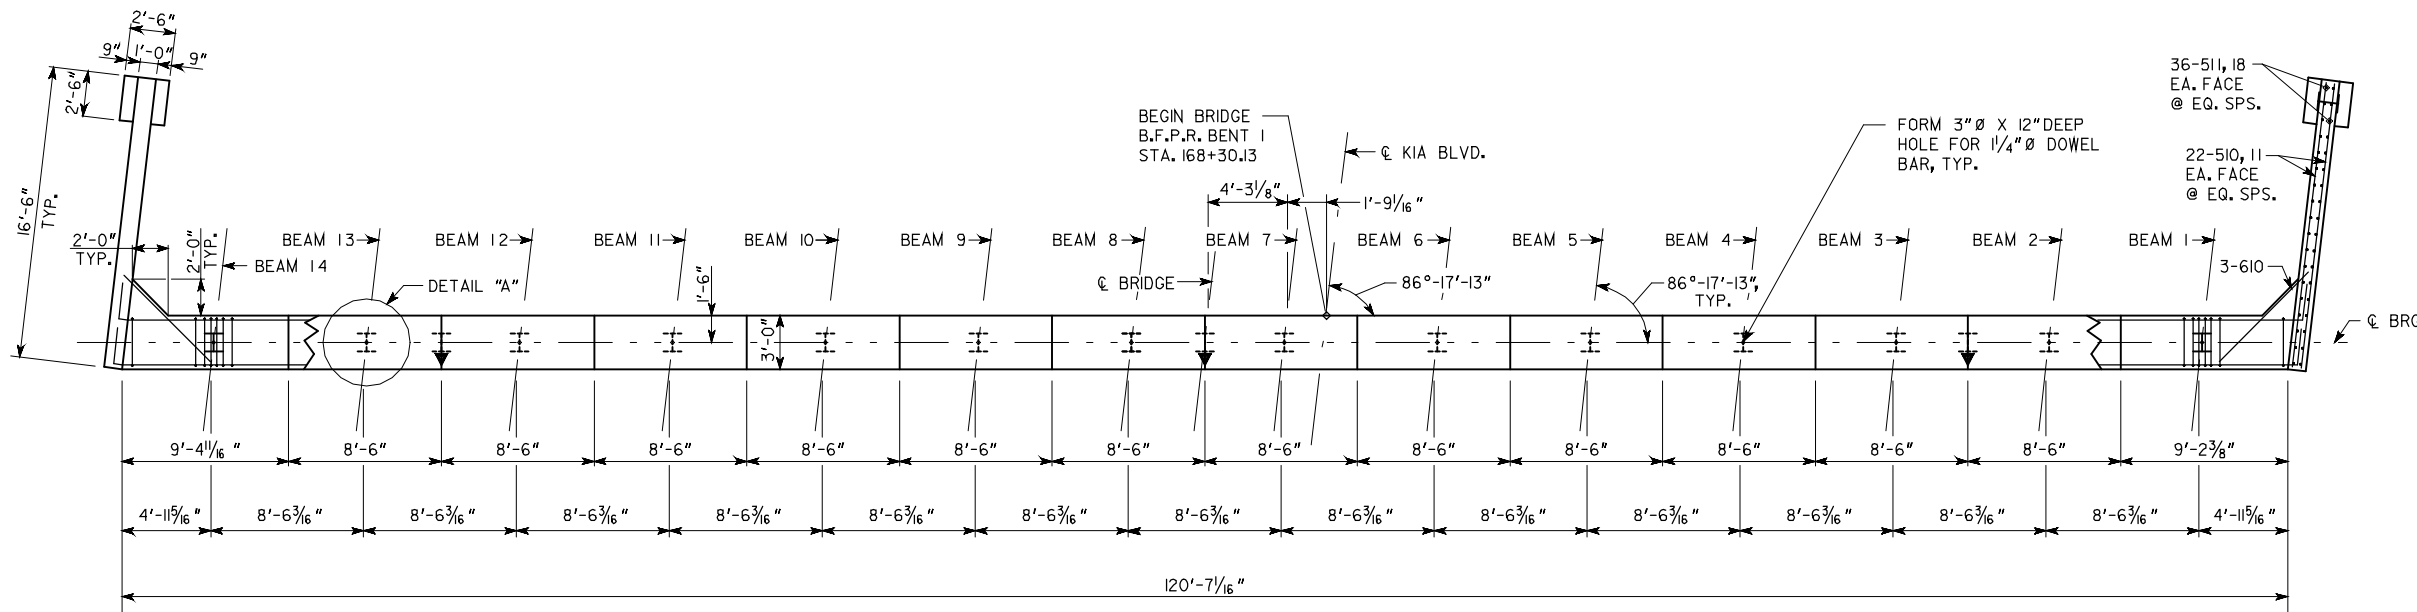 2'-6"
9"
1'-0"
9"
2'-6"
16'-6"
TYP.
2'-0"
TYP.
2'-0"
TYP.
BEAM 14
BEAM 13
BEAM 12
BEAM 11
BEAM 10
BEAM 9
BEAM 8
BEAM 7
BEAM 6
BEAM 5
BEAM 4
BEAM 3
BEAM 2
BEAM 1
DETAIL "A"
1'-6"
3'-0"
BEGIN BRIDGE
B.F.P.R. BENT 1
STA. 168+30.13
℄ KIA BLVD.
4'-3 1/8"
1'-9 1/16"
℄ BRIDGE
86°-17'-13"
86°-17'-13",
TYP.
FORM 3"Ø X 12" DEEP
HOLE FOR 1 1/4"Ø DOWEL
BAR, TYP.
36-511, 18
EA. FACE
@ EQ. SPS.
22-510, 11
EA. FACE
@ EQ. SPS.
3-610
℄ BRG
9'-4 11/16"
8'-6"
8'-6"
8'-6"
8'-6"
8'-6"
8'-6"
8'-6"
8'-6"
8'-6"
8'-6"
8'-6"
8'-6"
9'-2 3/8"
4'-11 5/16"
8'-6 3/16"
8'-6 3/16"
8'-6 3/16"
8'-6 3/16"
8'-6 3/16"
8'-6 3/16"
8'-6 3/16"
8'-6 3/16"
8'-6 3/16"
8'-6 3/16"
8'-6 3/16"
8'-6 3/16"
8'-6 3/16"
4'-11 5/16"
120'-7 1/16"